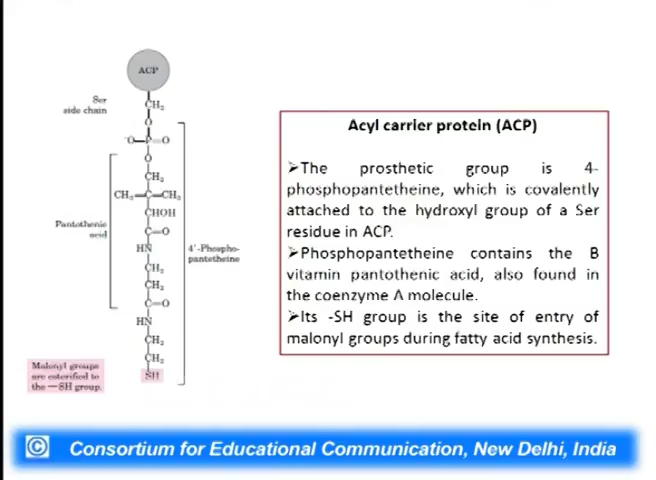 ACP
Ser
side chain
CH₂
O
⁻O—P=O
O
CH₂
CH₃—C—CH₃
CHOH
Pantothenic
acid
C=O
4'-Phospho-
pantetheine
HN
CH₂
CH₂
C=O
HN
CH₂
CH₂
SH
Malonyl groups
are esterified to
the —SH group.
Acyl carrier protein (ACP)
➢The prosthetic group is 4-
phosphopantetheine, which is covalently
attached to the hydroxyl group of a Ser
residue in ACP.
➢Phosphopantetheine contains the B
vitamin pantothenic acid, also found in
the coenzyme A molecule.
➢Its -SH group is the site of entry of
malonyl groups during fatty acid synthesis.
© Consortium for Educational Communication, New Delhi, India